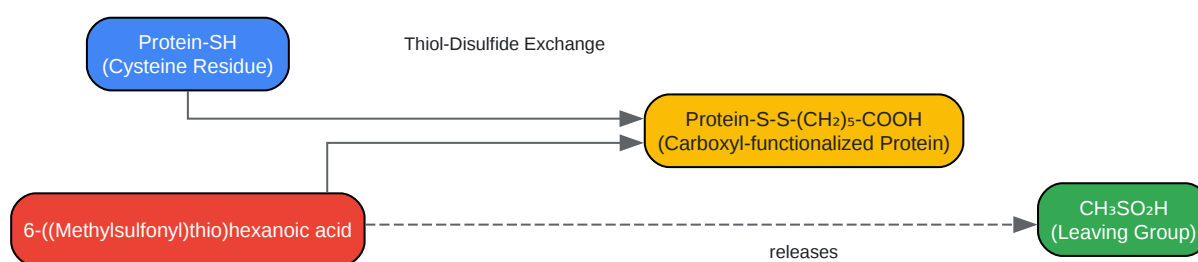 Protein-SH
(Cysteine Residue)
Thiol-Disulfide Exchange
Protein-S-S-(CH₂)₅-COOH
(Carboxyl-functionalized Protein)
6-((Methylsulfonyl)thio)hexanoic acid
CH₃SO₂H
(Leaving Group)
releases